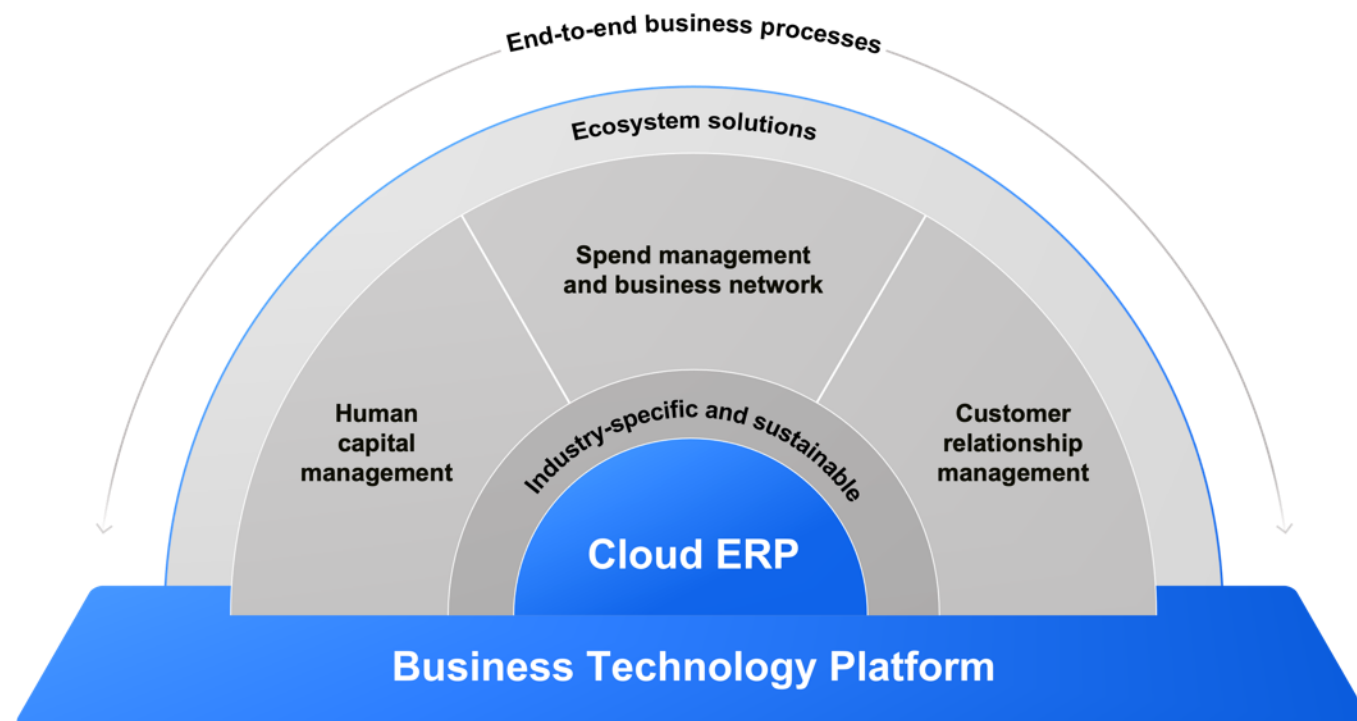 End-to-end business processes
Ecosystem solutions
Spend management
and business network
Human
capital
management
Customer
relationship
management
Industry-specific and sustainable
Cloud ERP
Business Technology Platform